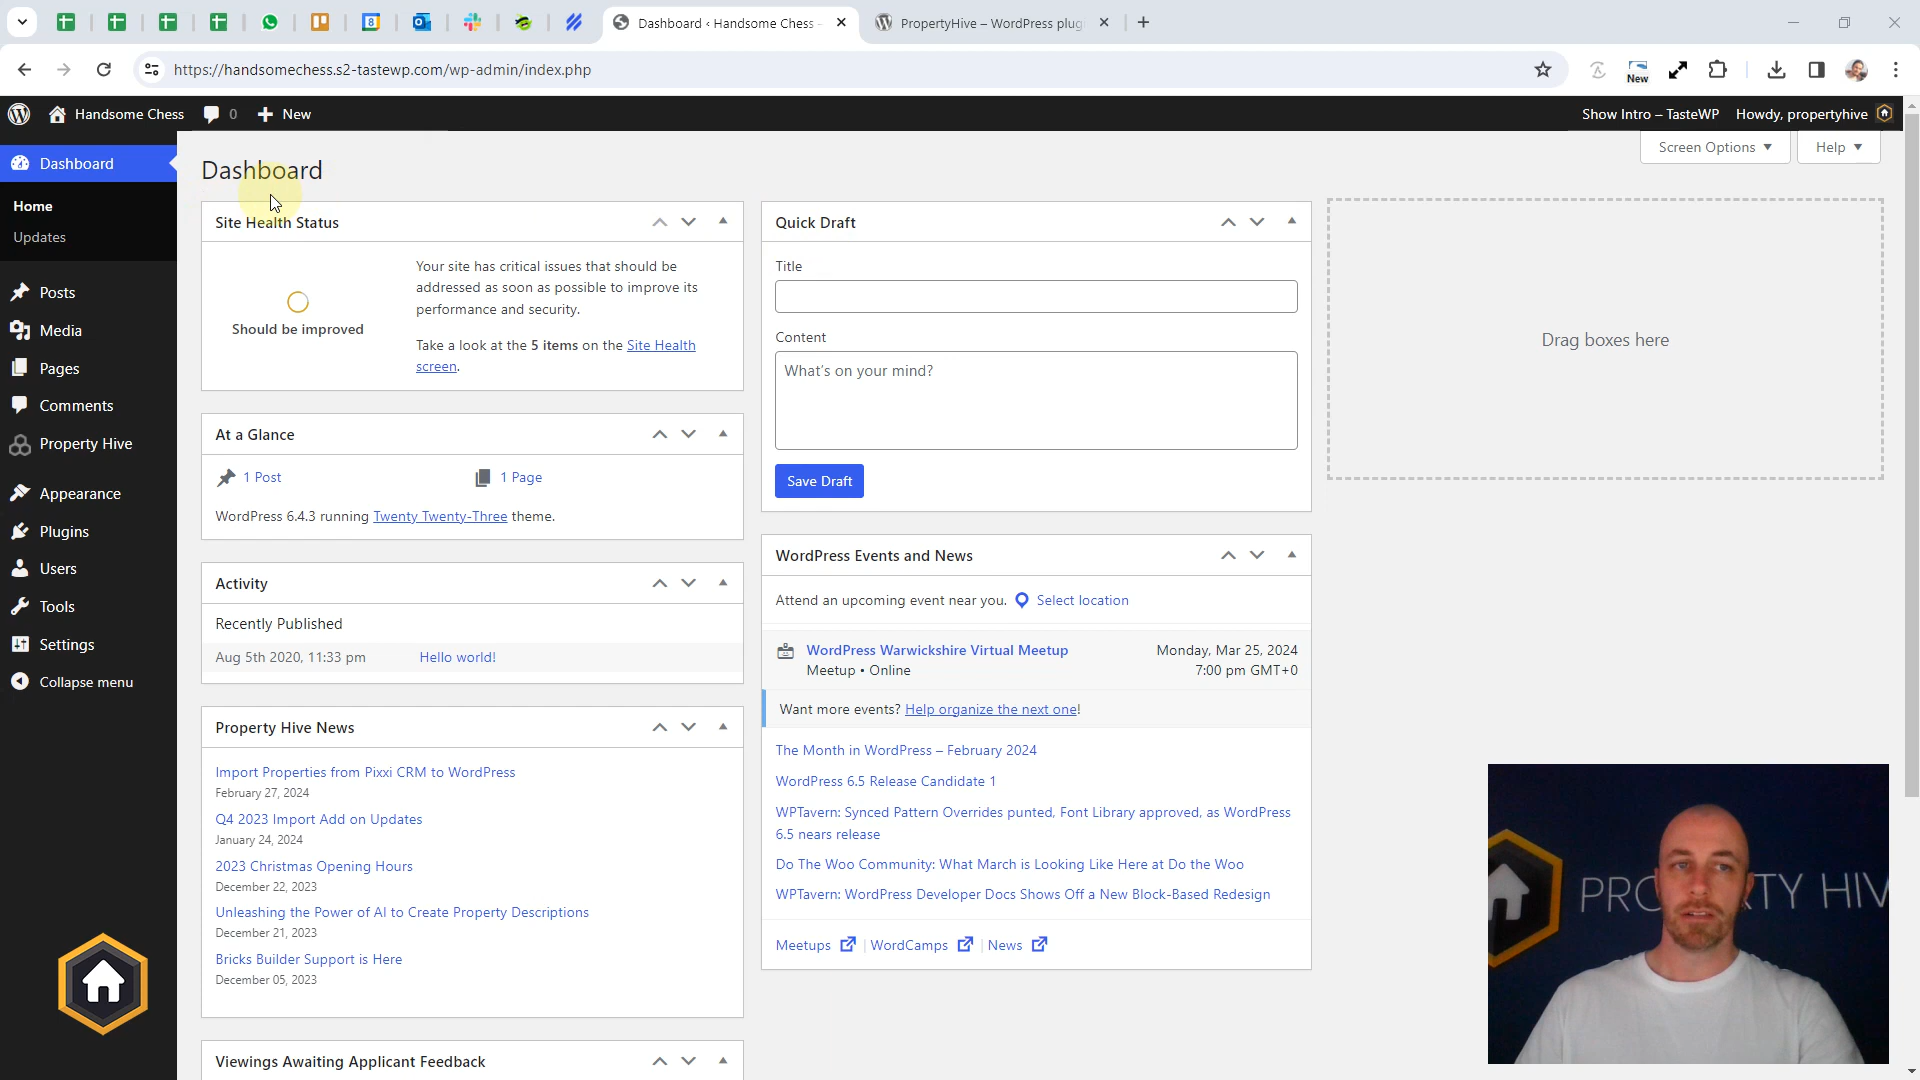 Dashboard ‹ Handsome Chess –
PropertyHive – WordPress plug
https://handsomechess.s2-tastewp.com/wp-admin/index.php
New
Handsome Chess
0
New
Show Intro – TasteWP
Howdy, propertyhive
Dashboard
Home
Updates
Posts
Media
Pages
Comments
Property Hive
Appearance
Plugins
Users
Tools
Settings
Collapse menu
Dashboard
Screen Options
Help
Site Health Status
Should be improved
Your site has critical issues that should be
addressed as soon as possible to improve its
performance and security.
Take a look at the 5 items on the Site Health
screen.
At a Glance
1 Post
1 Page
WordPress 6.4.3 running Twenty Twenty-Three theme.
Activity
Recently Published
Aug 5th 2020, 11:33 pm
Hello world!
Property Hive News
Import Properties from Pixxi CRM to WordPress
February 27, 2024
Q4 2023 Import Add on Updates
January 24, 2024
2023 Christmas Opening Hours
December 22, 2023
Unleashing the Power of AI to Create Property Descriptions
December 21, 2023
Bricks Builder Support is Here
December 05, 2023
Viewings Awaiting Applicant Feedback
Quick Draft
Title
Content
What's on your mind?
Save Draft
WordPress Events and News
Attend an upcoming event near you.
Select location
WordPress Warwickshire Virtual Meetup
Meetup • Online
Monday, Mar 25, 2024
7:00 pm GMT+0
Want more events? Help organize the next one!
The Month in WordPress – February 2024
WordPress 6.5 Release Candidate 1
WPTavern: Synced Pattern Overrides punted, Font Library approved, as WordPress
6.5 nears release
Do The Woo Community: What March is Looking Like Here at Do the Woo
WPTavern: WordPress Developer Docs Shows Off a New Block-Based Redesign
Meetups
WordCamps
News
Drag boxes here